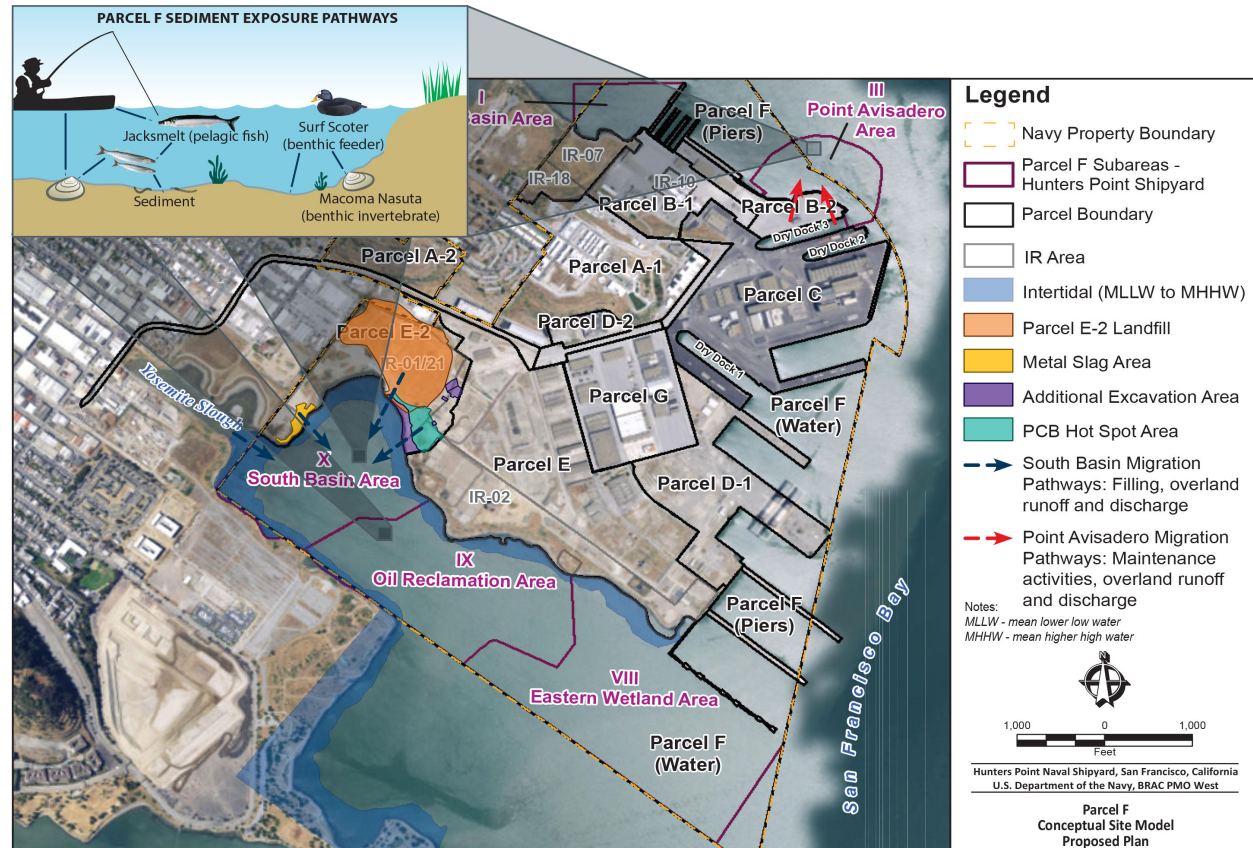 PARCEL F SEDIMENT EXPOSURE PATHWAYS
Jacksmelt (pelagic fish)
Surf Scoter
(benthic feeder)
Sediment
Macoma Nasuta
(benthic invertebrate)
I
Basin Area
Parcel F
(Piers)
III
Point Avisadero
Area
IR-07
IR-18
IR-10
Parcel B-1
Parcel B-2
Dry Dock 3
Dry Dock 2
Parcel A-2
Parcel A-1
Parcel C
Parcel D-2
Parcel E-2
IR-01/21
Dry Dock 1
Yosemite Slough
Parcel G
Parcel F
(Water)
X
South Basin Area
Parcel E
IR-02
Parcel D-1
IX
Oil Reclamation Area
Parcel F
(Piers)
VIII
Eastern Wetland Area
Parcel F
(Water)
San Francisco Bay
Legend
Navy Property Boundary
Parcel F Subareas -
Hunters Point Shipyard
Parcel Boundary
IR Area
Intertidal (MLLW to MHHW)
Parcel E-2 Landfill
Metal Slag Area
Additional Excavation Area
PCB Hot Spot Area
South Basin Migration
Pathways: Filling, overland
runoff and discharge
Point Avisadero Migration
Pathways: Maintenance
activities, overland runoff
and discharge
Notes:
MLLW - mean lower low water
MHHW - mean higher high water
1,000 0 1,000
Feet
Hunters Point Naval Shipyard, San Francisco, California
U.S. Department of the Navy, BRAC PMO West
Parcel F
Conceptual Site Model
Proposed Plan